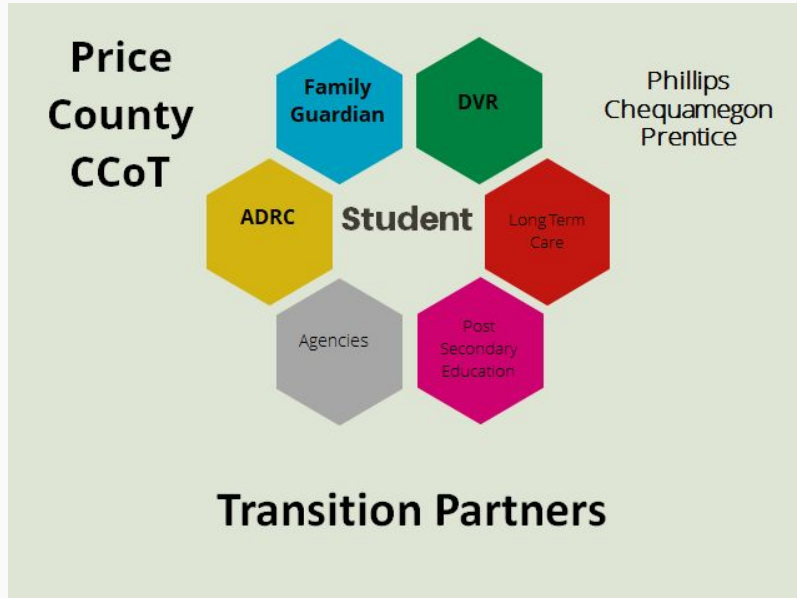 Price
County
CCoT
Family
Guardian
DVR
Phillips
Chequamegon
Prentice
ADRC
Student
Long Term
Care
Agencies
Post
Secondary
Education
Transition Partners